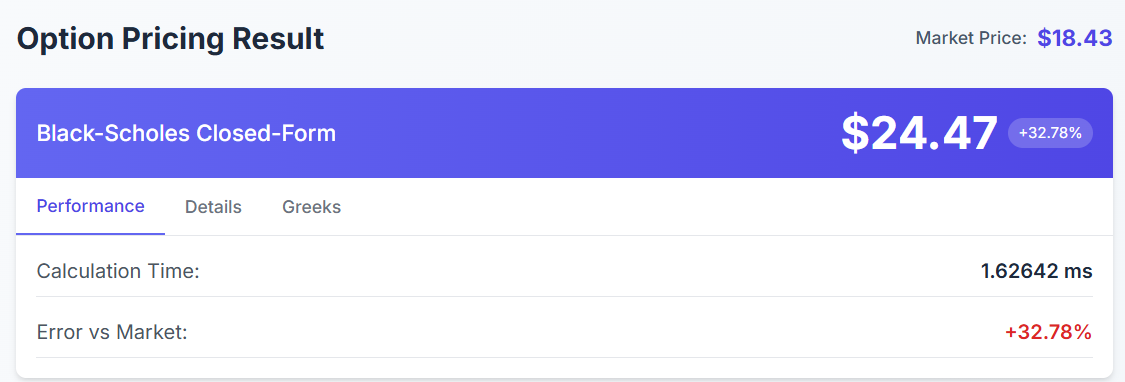 Option Pricing Result
Market Price: $18.43
Black-Scholes Closed-Form
$24.47 +32.78%
Performance Details Greeks
Calculation Time: 1.62642 ms
Error vs Market: +32.78%